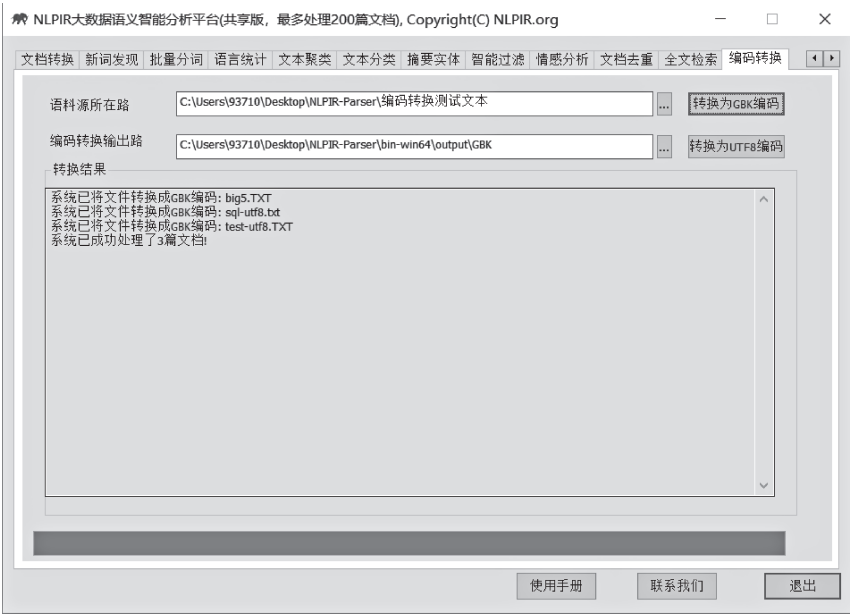 NLPIR大数据语义智能分析平台(共享版，最多处理200篇文档), Copyright(C) NLPIR.org
文档转换 新词发现 批量分词 语言统计 文本聚类 文本分类 摘要实体 智能过滤 情感分析 文档去重 全文检索 编码转换
语料源所在路 C:\Users\93710\Desktop\NLPIR-Parser\编码转换测试文本 ... 转换为GBK编码
编码转换输出路 C:\Users\93710\Desktop\NLPIR-Parser\bin-win64\output\GBK ... 转换为UTF8编码
转换结果
系统已将文件转换成GBK编码: big5.TXT
系统已将文件转换成GBK编码: sql-utf8.txt
系统已将文件转换成GBK编码: test-utf8.TXT
系统已成功处理了3篇文档!
使用手册 联系我们 退出